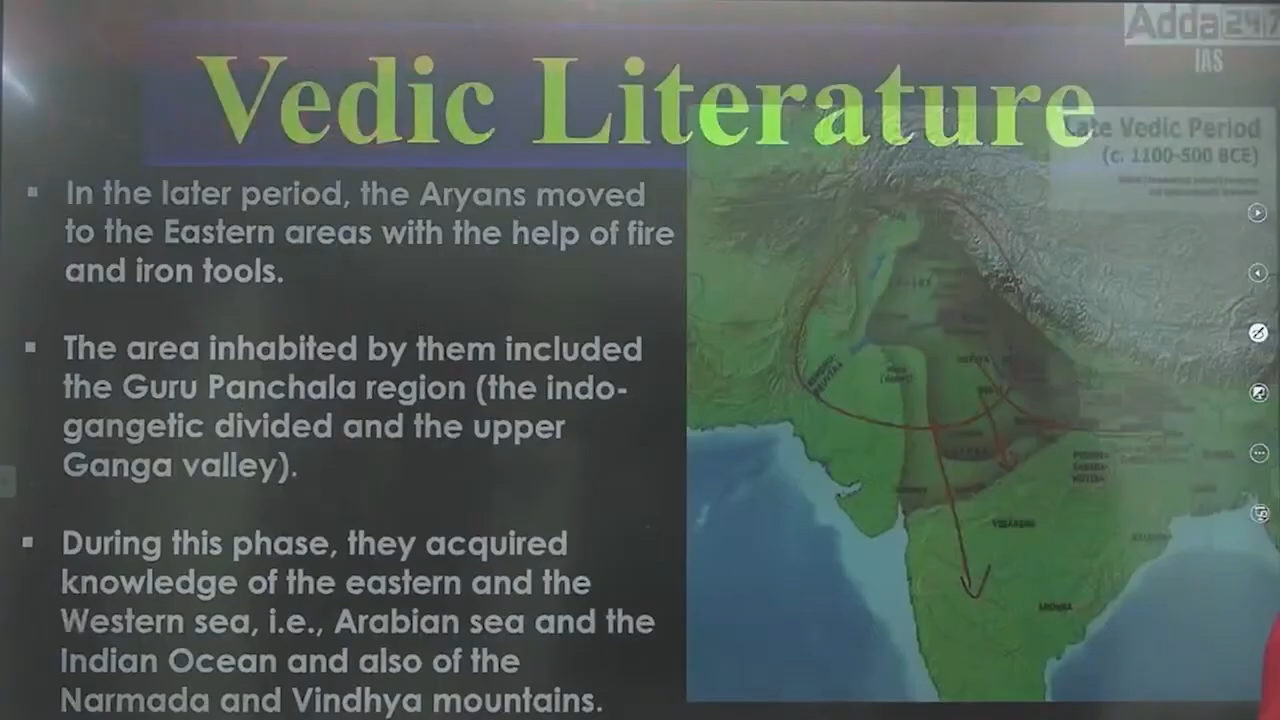 Adda247
IAS
Vedic Literature
Late Vedic Period
(c. 1100-500 BCE)
▪ In the later period, the Aryans moved
to the Eastern areas with the help of fire
and iron tools.
▪ The area inhabited by them included
the Guru Panchala region (the indo-
gangetic divided and the upper
Ganga valley).
▪ During this phase, they acquired
knowledge of the eastern and the
Western sea, i.e., Arabian sea and the
Indian Ocean and also of the
Narmada and Vindhya mountains.
VIDARBHA
ANDHRA